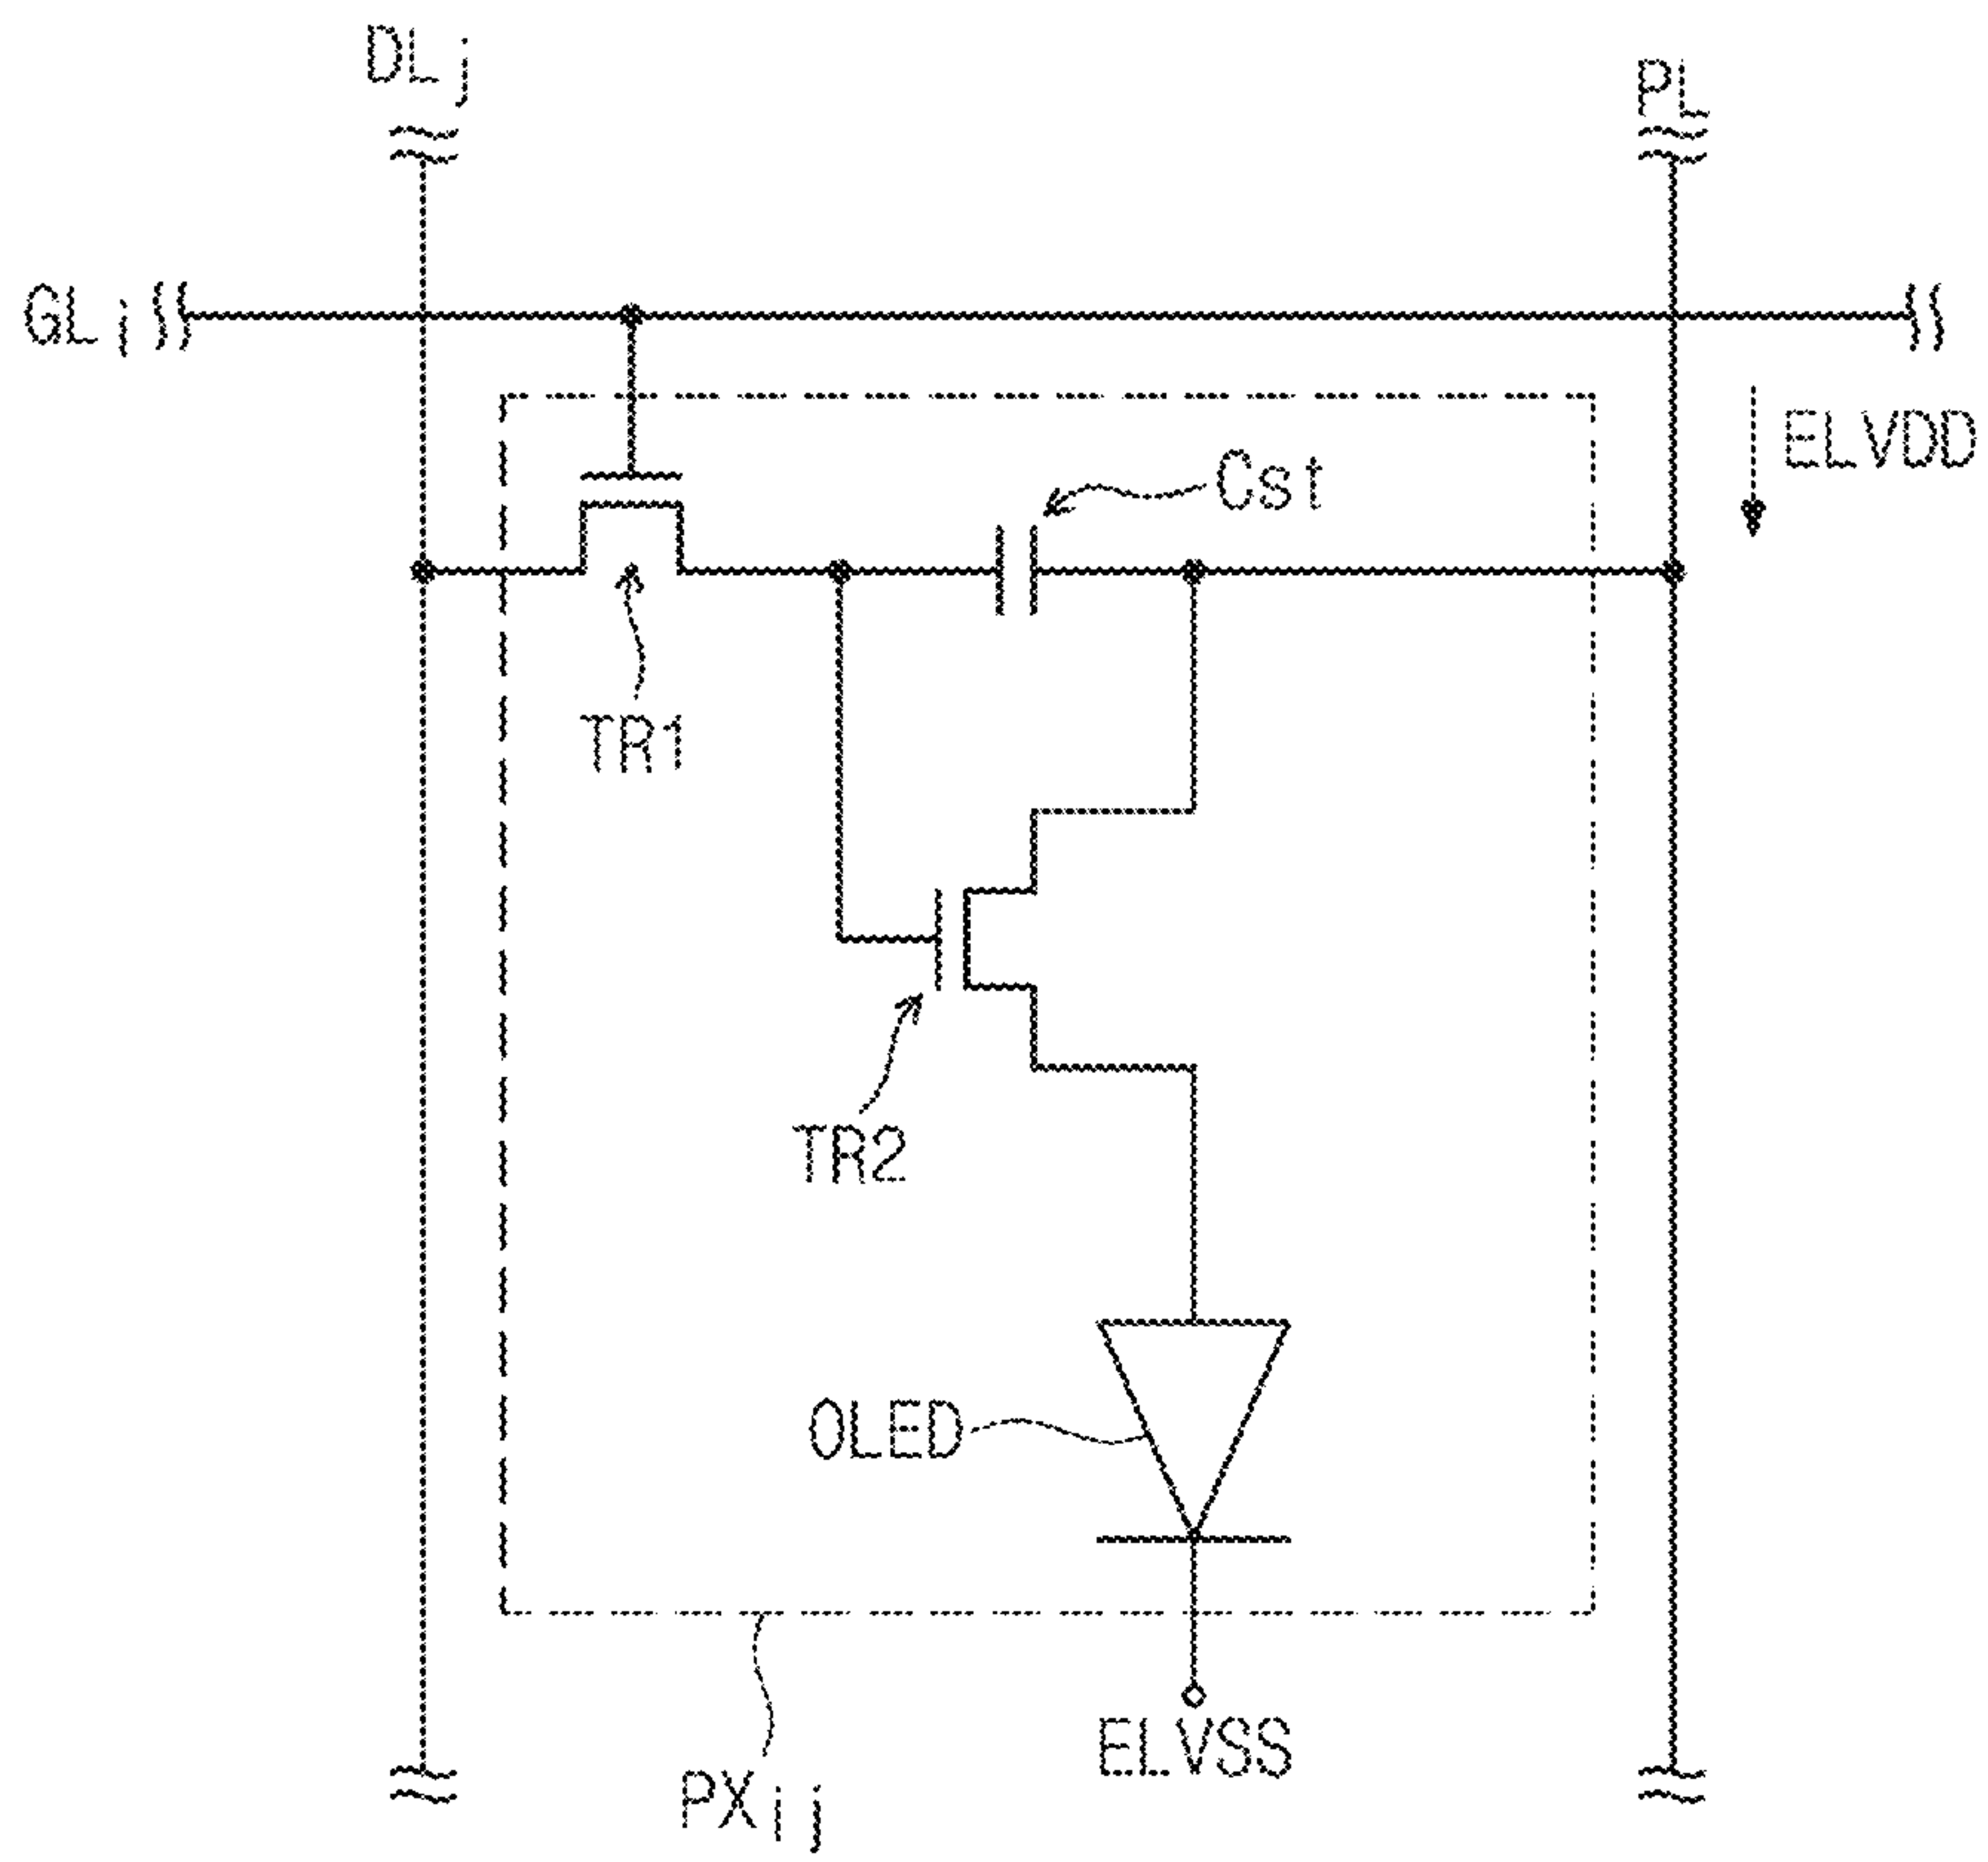 DLj
PL
GLi
ELVDD
Cst
TR1
TR2
OLED
ELVSS
PXij